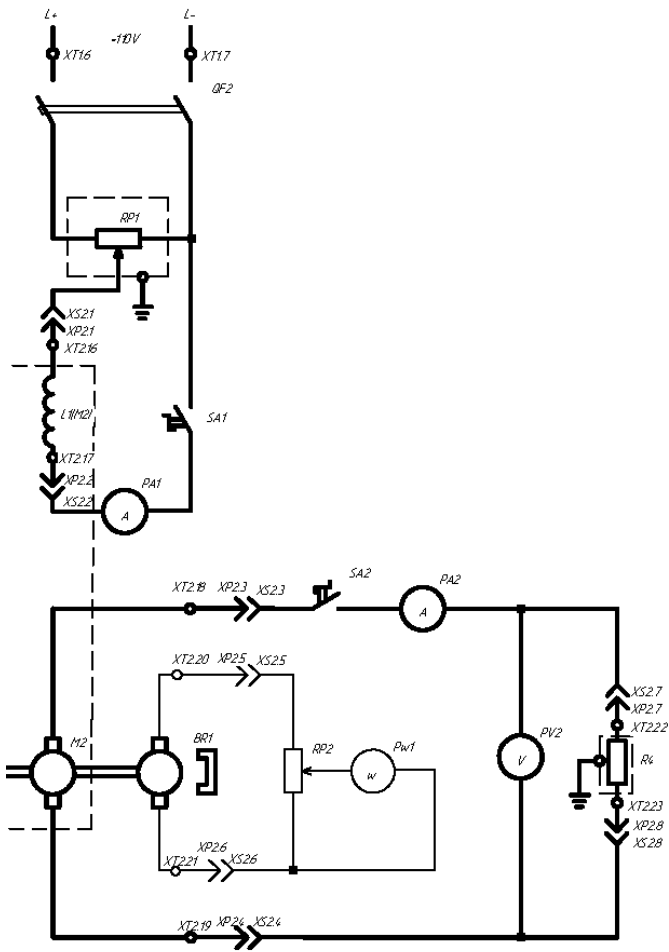 L+
L-
~110V
XT1.6
XT1.7
QF2
RP1
XS2.1
XP2.1
XT2.16
L1(M2)
SA1
XT2.17
XP2.2
XS2.2
PA1
A
SA2
PA2
XT2.18
XP2.3
XS2.3
A
XT2.20
XP2.5
XS2.5
XS2.7
XP2.7
XT2.22
M2
BR1
RP2
Pw1
w
PV2
V
R4
XT2.23
XP2.8
XS2.8
XP2.6
XT2.21
XS2.6
XT2.19
XP2.4
XS2.4